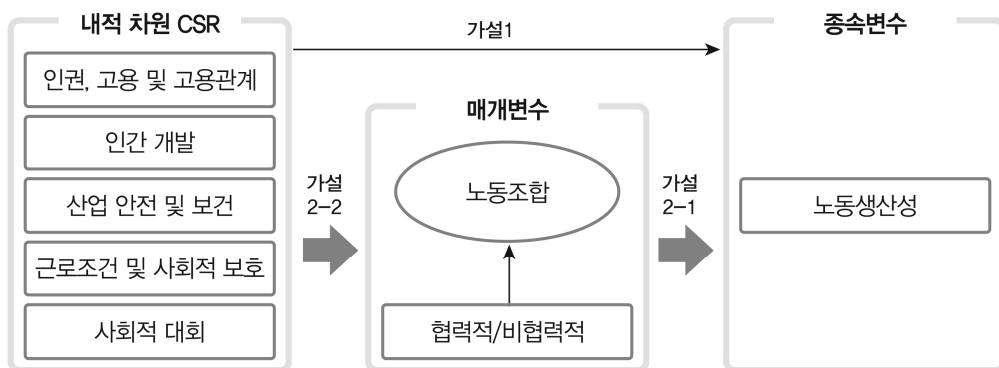 내적 차원 CSR
인권, 고용 및 고용관계
인간 개발
산업 안전 및 보건
근로조건 및 사회적 보호
사회적 대회
가설1
가설
2-2
매개변수
노동조합
협력적/비협력적
가설
2-1
종속변수
노동생산성